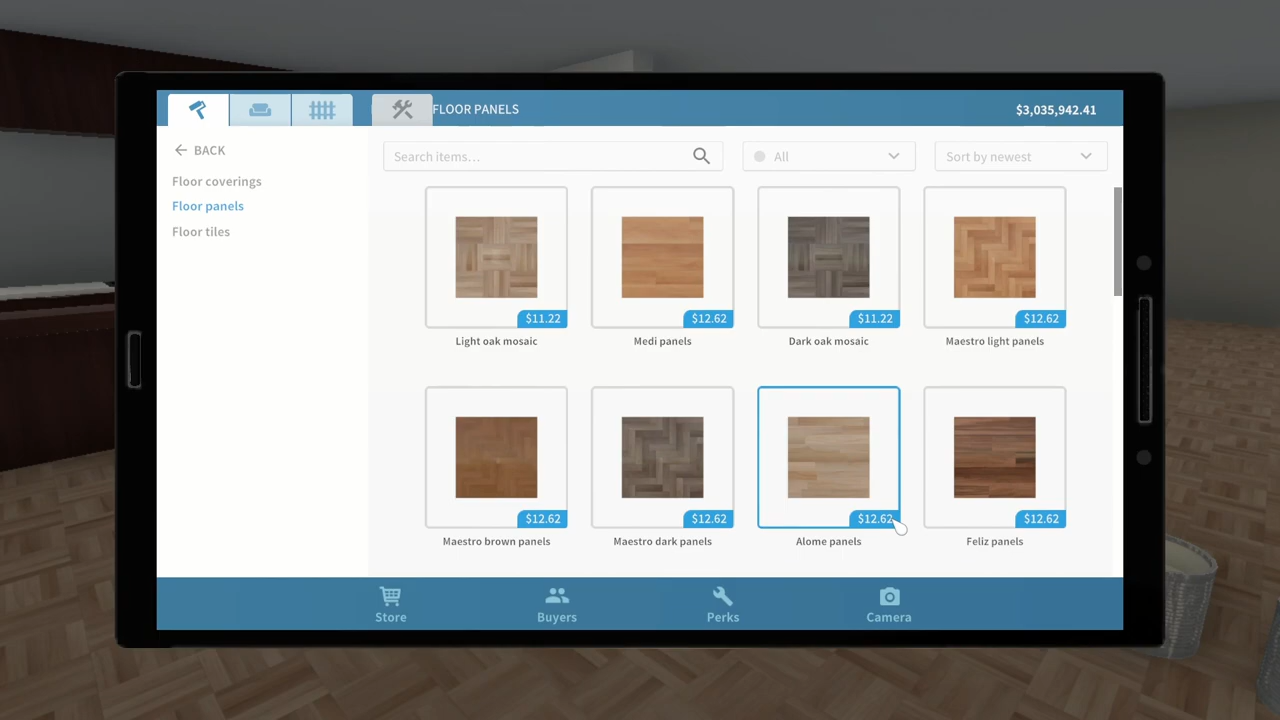 FLOOR PANELS
$3,035,942.41
BACK
Search items...
All
Sort by newest
Floor coverings
Floor panels
Floor tiles
$11.22
$12.62
$11.22
$12.62
Light oak mosaic
Medi panels
Dark oak mosaic
Maestro light panels
$12.62
$12.62
$12.62
$12.62
Maestro brown panels
Maestro dark panels
Alome panels
Feliz panels
Store
Buyers
Perks
Camera